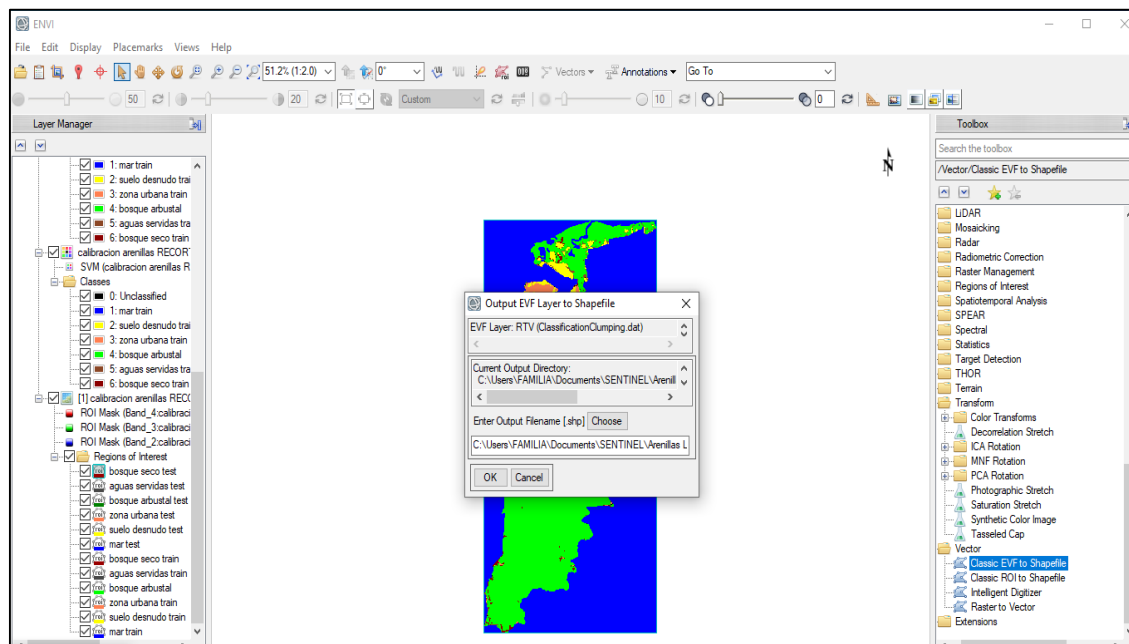 ENVI
File Edit Display Placemarks Views Help
51.2% (1:2.0) 0° Vectors Annotations Go To
50 20 Custom 10 0
Layer Manager
1: mar train
2: suelo desnudo trai
3: zona urbana train
4: bosque arbustal
5: aguas servidas tra
6: bosque seco train
calibracion arenillas RECORT
SVM (calibracion arenillas R
Classes
0: Unclassified
1: mar train
2: suelo desnudo trai
3: zona urbana train
4: bosque arbustal
5: aguas servidas tra
6: bosque seco train
[1] calibracion arenillas RECO
ROI Mask (Band_4:calibraci
ROI Mask (Band_3:calibraci
ROI Mask (Band_2:calibraci
Regions of Interest
bosque seco test
aguas servidas test
bosque arbustal test
zona urbana test
suelo desnudo test
mar test
bosque seco train
aguas servidas train
bosque arbustal
zona urbana train
suelo desnudo train
mar train
N
Output EVF Layer to Shapefile
EVF Layer: RTV (ClassificationClumping.dat)
Current Output Directory:
C:\Users\FAMILIA\Documents\SENTINEL\Arenill
Enter Output Filename [.shp] Choose
C:\Users\FAMILIA\Documents\SENTINEL\Arenillas L
OK Cancel
Toolbox
Search the toolbox
/Vector/Classic EVF to Shapefile
LiDAR
Mosaicking
Radar
Radiometric Correction
Raster Management
Regions of Interest
Spatiotemporal Analysis
SPEAR
Spectral
Statistics
Target Detection
THOR
Terrain
Transform
Color Transforms
Decorrelation Stretch
ICA Rotation
MNF Rotation
PCA Rotation
Photographic Stretch
Saturation Stretch
Synthetic Color Image
Tasseled Cap
Vector
Classic EVF to Shapefile
Classic ROI to Shapefile
Intelligent Digitizer
Raster to Vector
Extensions